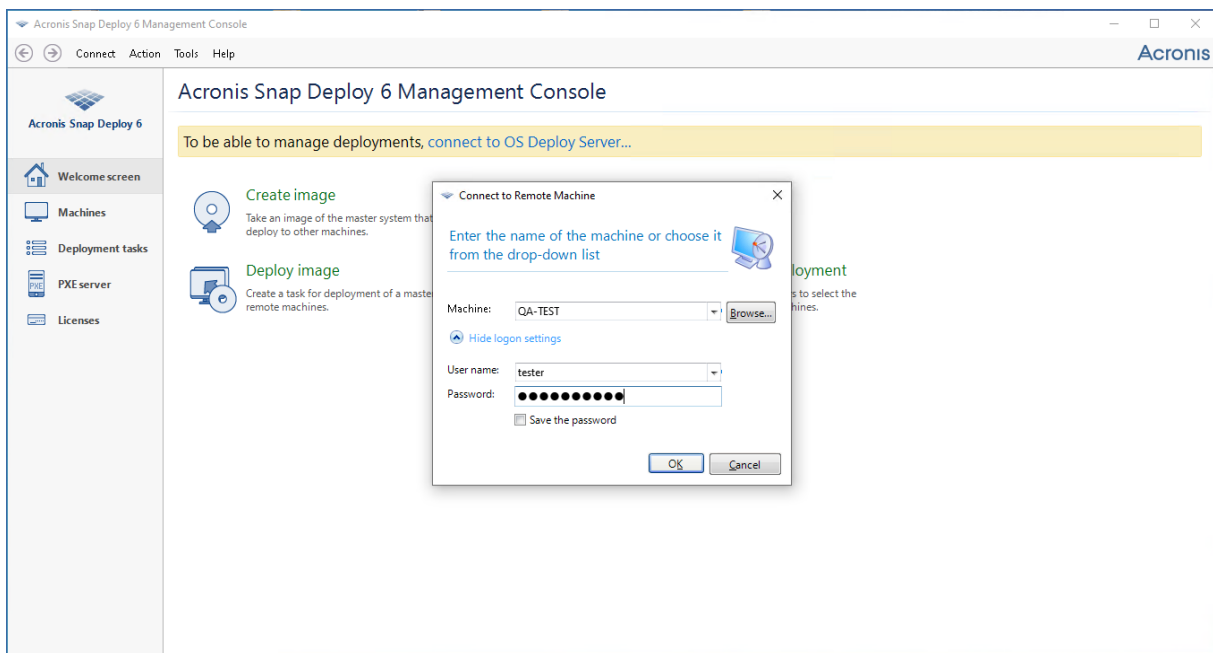 Acronis Snap Deploy 6 Management Console
Connect Action Tools Help
Acronis
Acronis Snap Deploy 6
Acronis Snap Deploy 6 Management Console
To be able to manage deployments, connect to OS Deploy Server...
Welcome screen
Machines
Deployment tasks
PXE
PXE server
Licenses
Create image
Take an image of the master system that
deploy to other machines.
Deploy image
Create a task for deployment of a maste
remote machines.
loyment
s to select the
hines.
Connect to Remote Machine
Enter the name of the machine or choose it
from the drop-down list
Machine: QA-TEST Browse...
Hide logon settings
User name: tester
Password: ●●●●●●●●●●
Save the password
OK Cancel